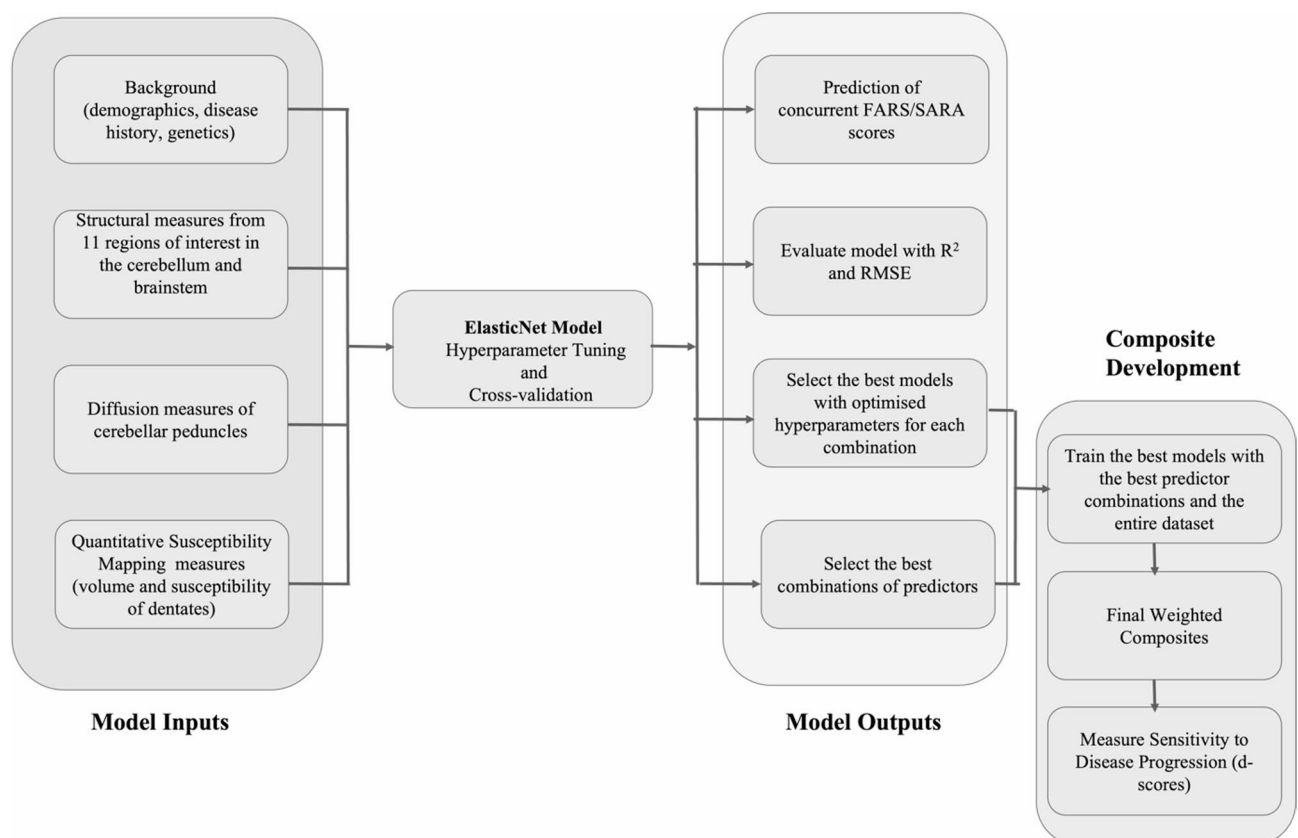 Background
(demographics, disease
history, genetics)
Structural measures from
11 regions of interest in
the cerebellum and
brainstem
Diffusion measures of
cerebellar peduncles
Quantitative Susceptibility
Mapping measures
(volume and susceptibility
of dentates)
Model Inputs
ElasticNet Model
Hyperparameter Tuning
and
Cross-validation
Prediction of
concurrent FARS/SARA
scores
Evaluate model with R²
and RMSE
Select the best models
with optimised
hyperparameters for each
combination
Select the best
combinations of predictors
Model Outputs
Composite
Development
Train the best models with
the best predictor
combinations and the
entire dataset
Final Weighted
Composites
Measure Sensitivity to
Disease Progression (d-
scores)